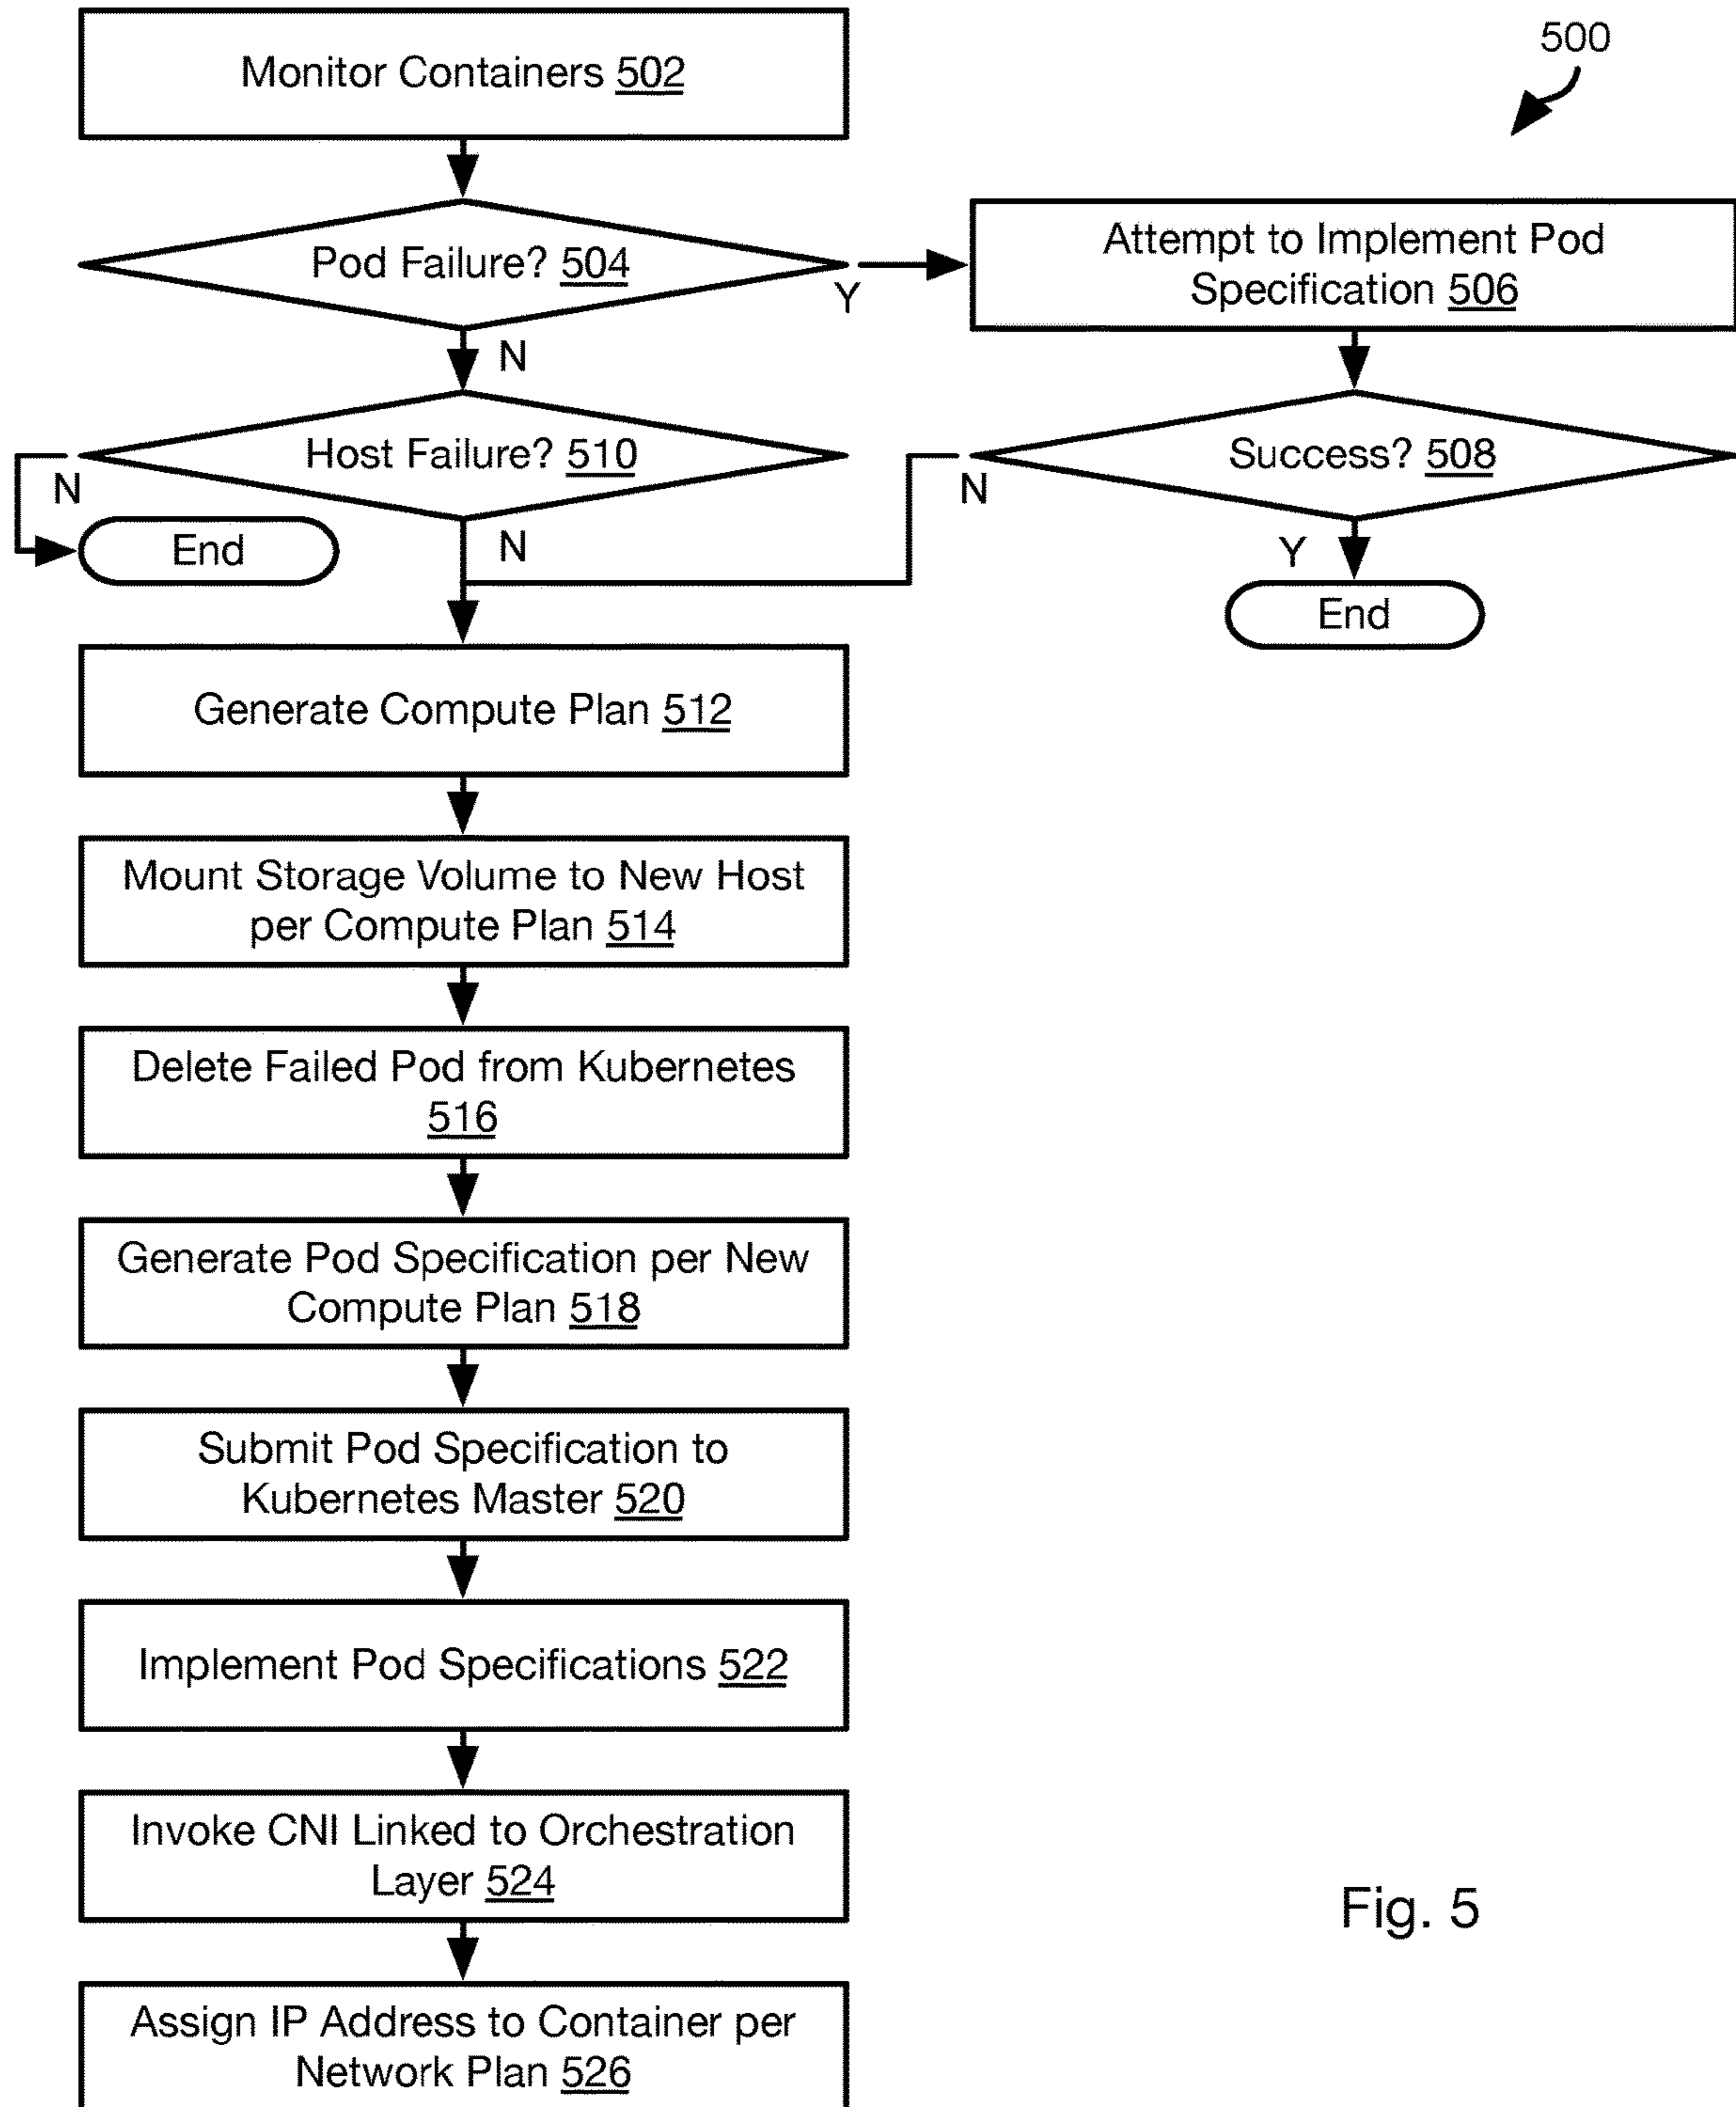 Monitor Containers 502
500
Pod Failure? 504
Y
Attempt to Implement Pod
Specification 506
N
Host Failure? 510
N
End
N
Success? 508
N
Y
End
Generate Compute Plan 512
Mount Storage Volume to New Host
per Compute Plan 514
Delete Failed Pod from Kubernetes
516
Generate Pod Specification per New
Compute Plan 518
Submit Pod Specification to
Kubernetes Master 520
Implement Pod Specifications 522
Invoke CNI Linked to Orchestration
Layer 524
Assign IP Address to Container per
Network Plan 526
Fig. 5